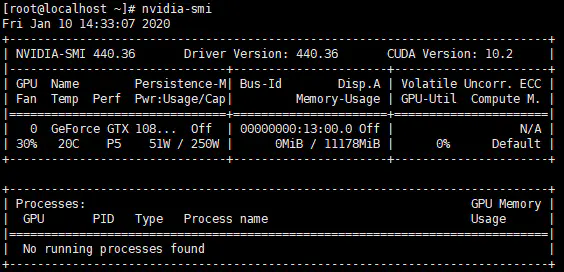 [root@localhost ~]# nvidia-smi
Fri Jan 10 14:33:07 2020
+-----------------------------------------------------------------------------+
| NVIDIA-SMI 440.36       Driver Version: 440.36       CUDA Version: 10.2     |
|-------------------------------+----------------------+----------------------+
| GPU  Name        Persistence-M| Bus-Id        Disp.A | Volatile Uncorr. ECC |
| Fan  Temp  Perf  Pwr:Usage/Cap|         Memory-Usage | GPU-Util  Compute M. |
|===============================+======================+======================|
|   0  GeForce GTX 108...  Off  | 00000000:13:00.0 Off |                  N/A |
| 30%   20C    P5    51W / 250W |      0MiB / 11178MiB |      0%      Default |
+-------------------------------+----------------------+----------------------+

+-----------------------------------------------------------------------------+
| Processes:                                                       GPU Memory |
|  GPU       PID   Type   Process name                             Usage      |
|=============================================================================|
|  No running processes found                                                 |
+-----------------------------------------------------------------------------+